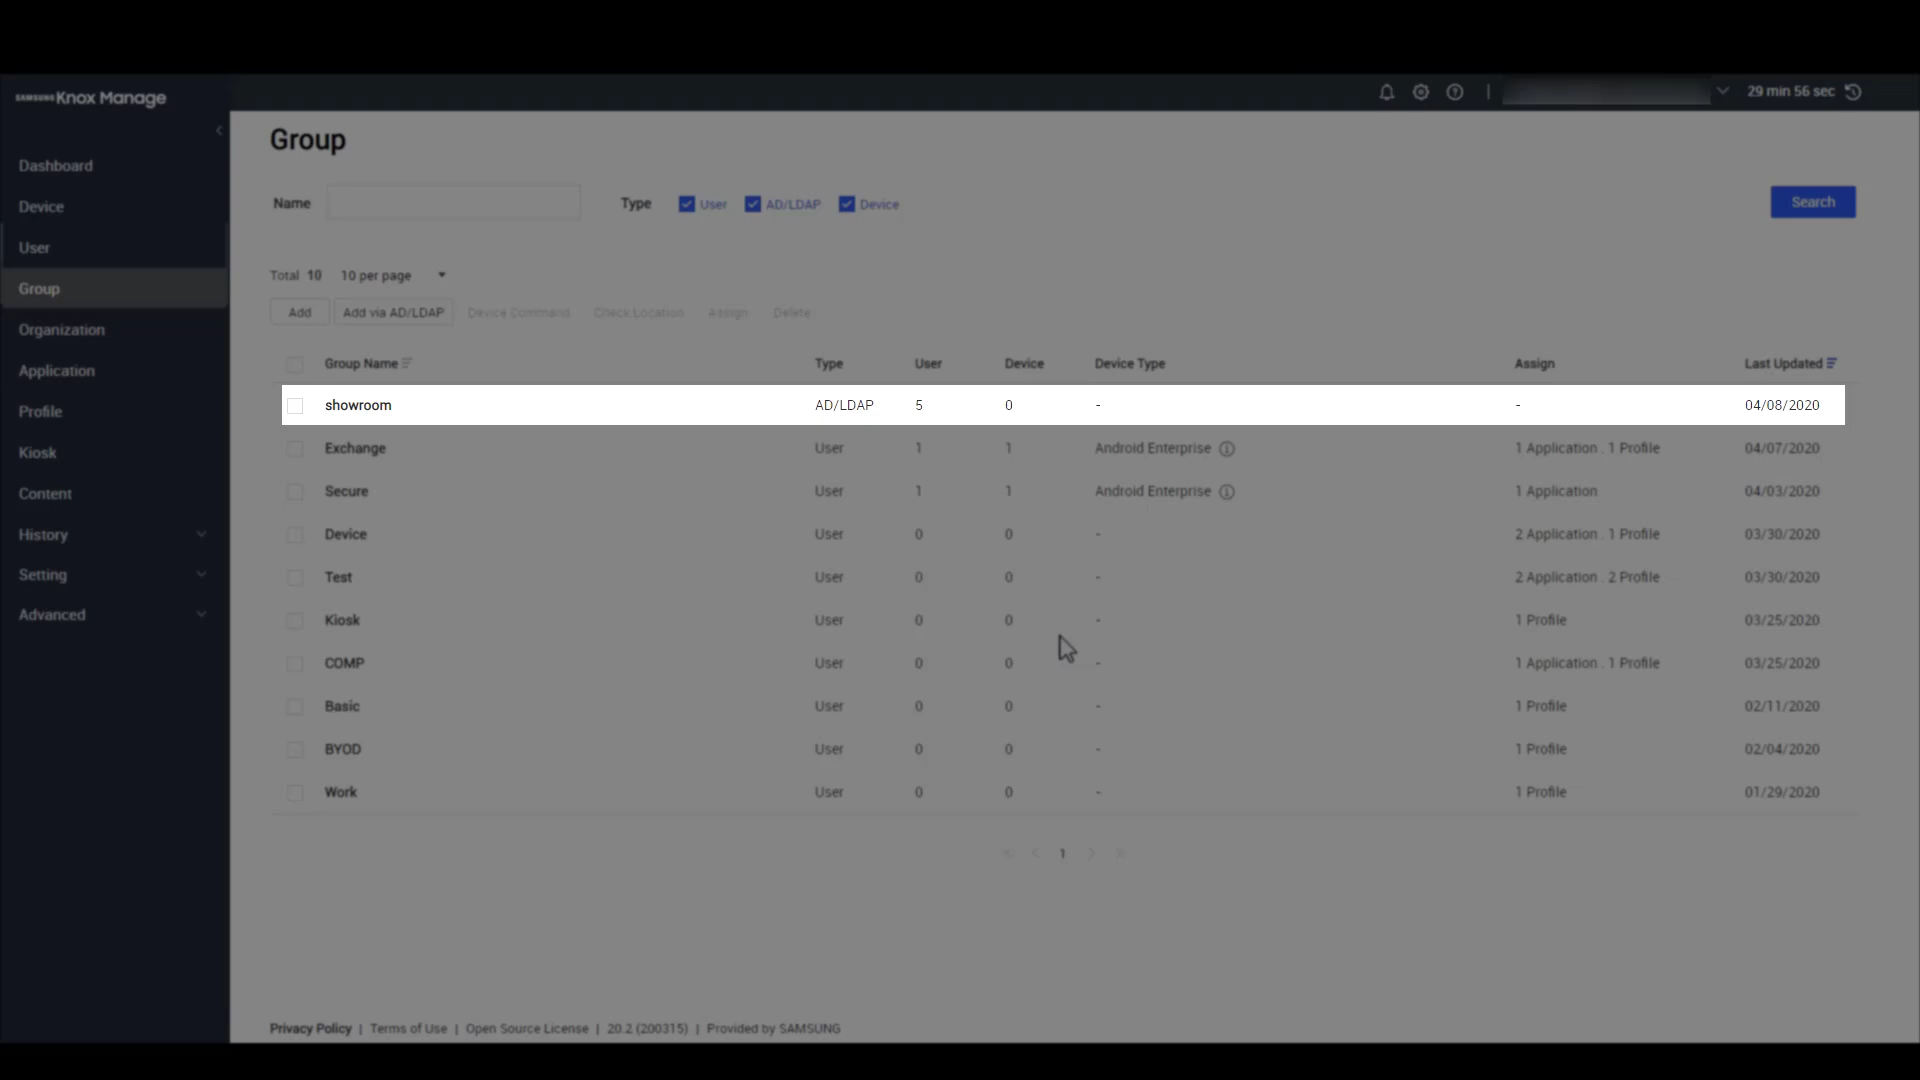 SAMSUNG Knox Manage
29 min 56 sec
Dashboard
Device
User
Group
Organization
Application
Profile
Kiosk
Content
History
Setting
Advanced
Group
Name Type User AD/LDAP Device Search
Total 10 10 per page
Add Add via AD/LDAP Device Command Check Location Assign Delete
Group Name Type User Device Device Type Assign Last Updated
showroom AD/LDAP 5 0 - - 04/08/2020
Exchange User 1 1 Android Enterprise 1 Application . 1 Profile 04/07/2020
Secure User 1 1 Android Enterprise 1 Application 04/03/2020
Device User 0 0 - 2 Application . 1 Profile 03/30/2020
Test User 0 0 - 2 Application . 2 Profile 03/30/2020
Kiosk User 0 0 - 1 Profile 03/25/2020
COMP User 0 0 - 1 Application . 1 Profile 03/25/2020
Basic User 0 0 - 1 Profile 02/11/2020
BYOD User 0 0 - 1 Profile 02/04/2020
Work User 0 0 - 1 Profile 01/29/2020
1
Privacy Policy | Terms of Use | Open Source License | 20.2 (200315) | Provided by SAMSUNG